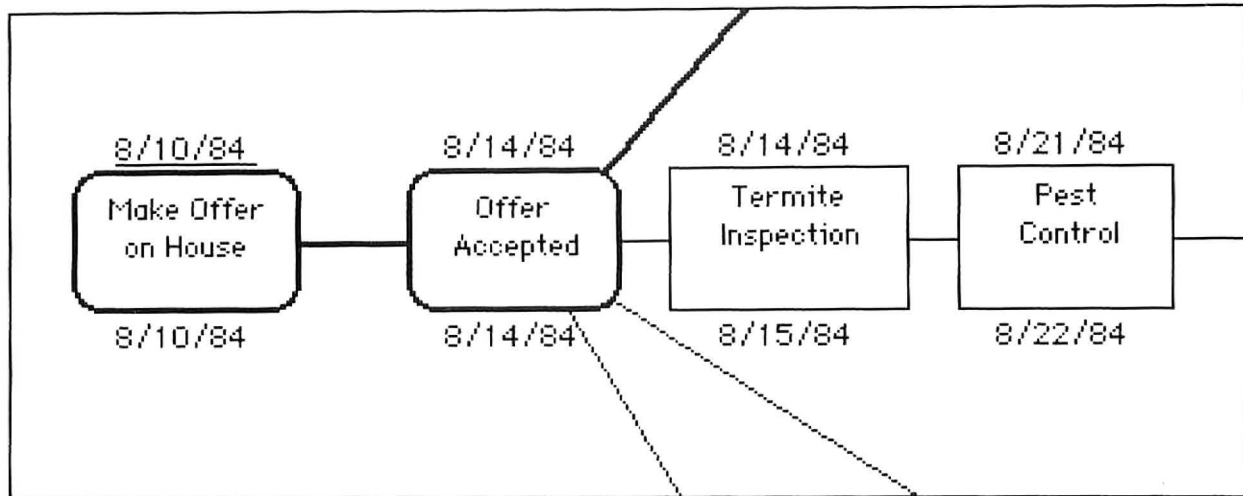 8/10/84
Make Offer
on House
8/10/84
8/14/84
Offer
Accepted
8/14/84
8/14/84
Termite
Inspection
8/15/84
8/21/84
Pest
Control
8/22/84